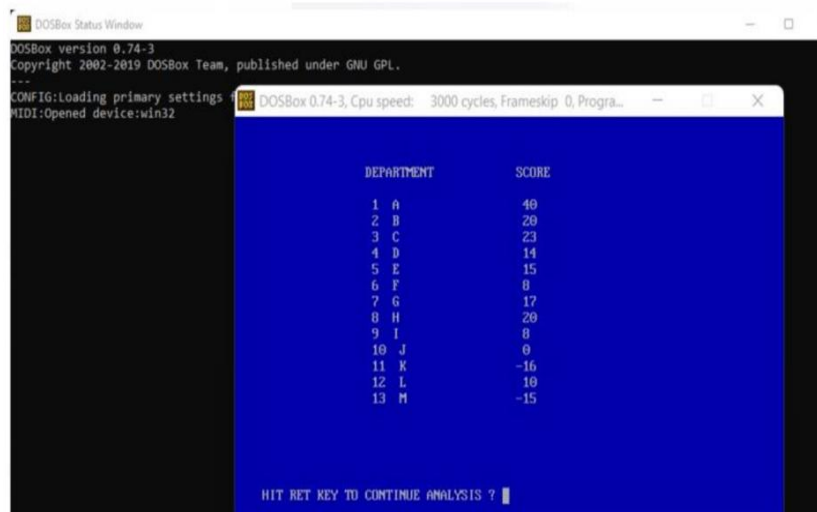 DOSBox Status Window
DOSBox version 0.74-3
Copyright 2002-2019 DOSBox Team, published under GNU GPL.
---
CONFIG:Loading primary settings f
MIDI:Opened device:win32
DOSBox 0.74-3, Cpu speed: 3000 cycles, Frameskip 0, Progra...
DEPARTMENT SCORE
1 A 40
2 B 20
3 C 23
4 D 14
5 E 15
6 F 8
7 G 17
8 H 20
9 I 8
10 J 0
11 K -16
12 L 10
13 M -15
HIT RET KEY TO CONTINUE ANALYSIS ?